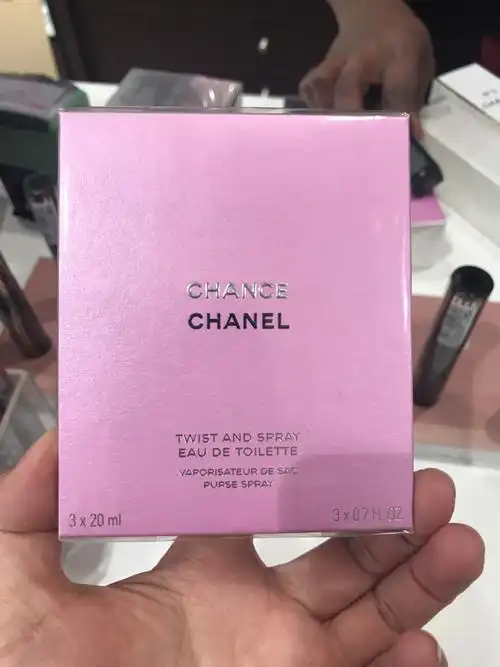 CHANCE
CHANEL
TWIST AND SPRAY
EAU DE TOILETTE
VAPORISATEUR DE SAC
PURSE SPRAY
3 x 20 ml
3 x 0.7 fl. OZ